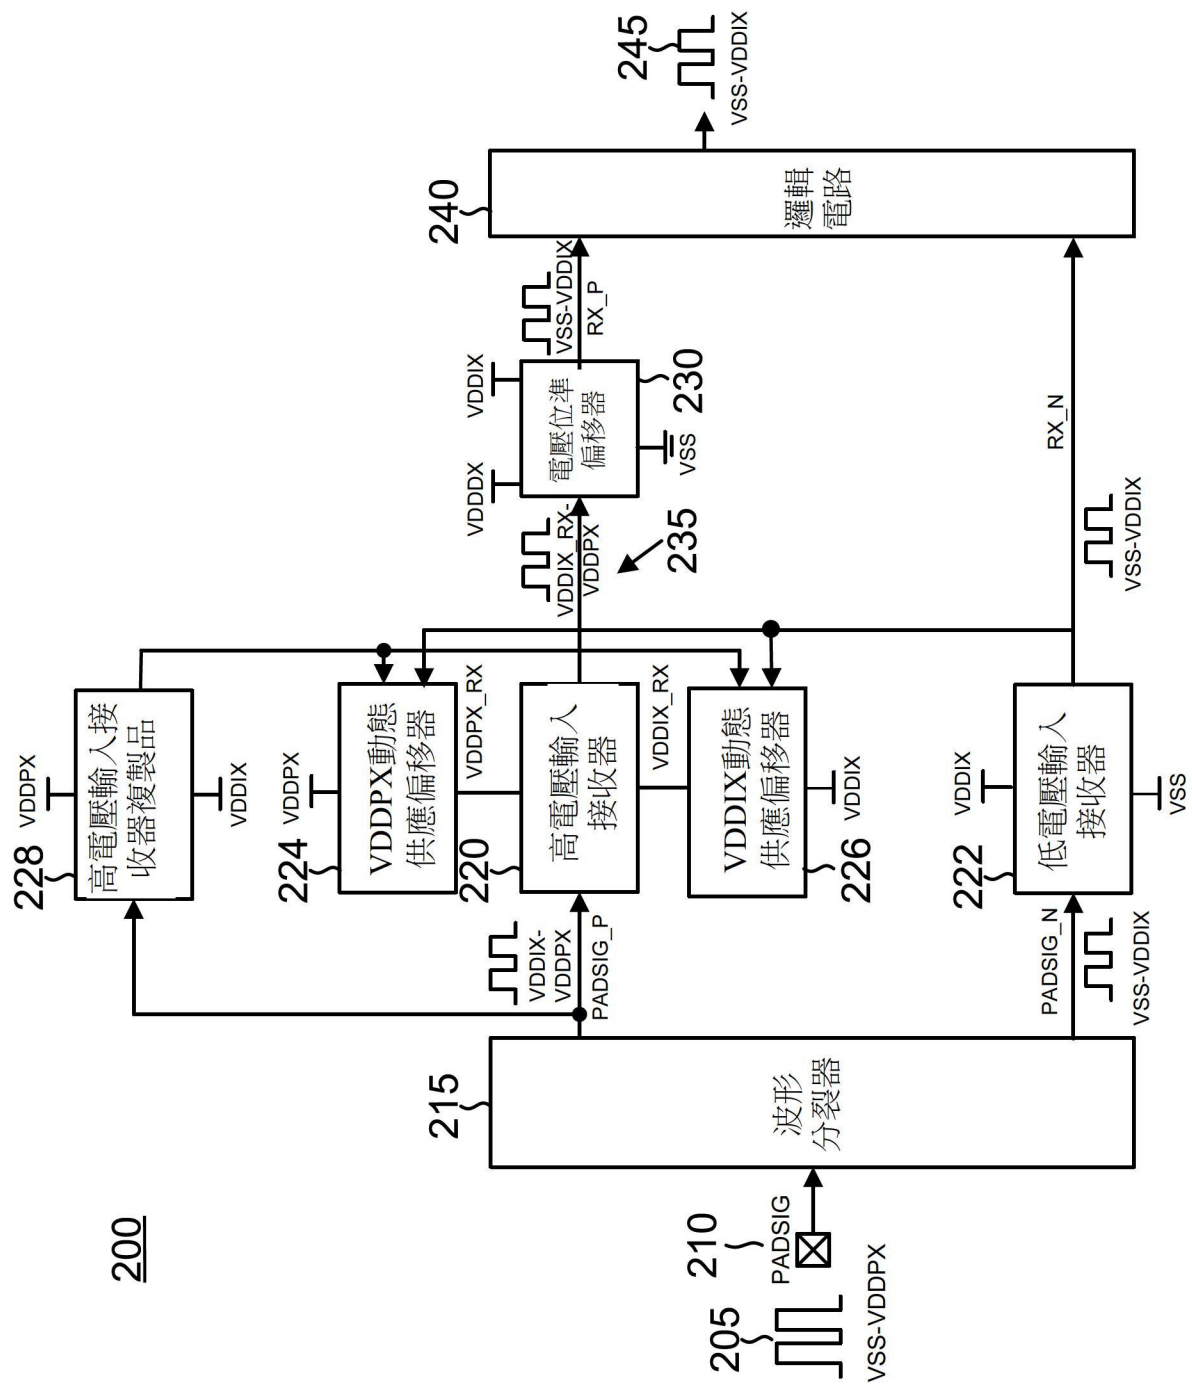 200
205
VSS-VDDPX
210
PADSIG
215
波形
分裂器
VDDIX-
VDDPX
PADSIG_P
PADSIG_N
VSS-VDDIX
228
VDDPX
高電壓輸入接
收器複製品
VDDIX
224
VDDPX
VDDPX動態
供應偏移器
VDDPX_RX
220
高電壓輸入
接收器
VDDIX_RX
VDDIX動態
供應偏移器
226
VDDIX
222
VDDIX
低電壓輸入
接收器
VSS
VDDIX_RX-
VDDPX
235
VDDDX
VDDIX
電壓位準
偏移器
VSS
230
VSS-VDDIX
RX_P
RX_N
VSS-VDDIX
240
邏輯
電路
245
VSS-VDDIX